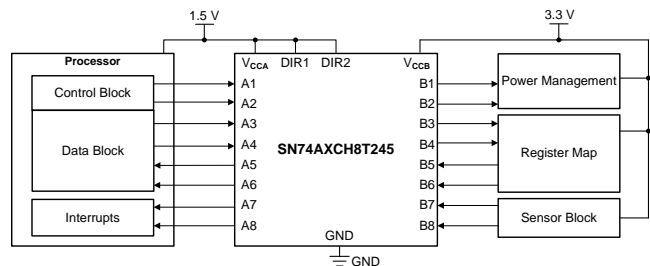 1.5 V
3.3 V
Processor
Control Block
Data Block
Interrupts
VCCA
DIR1
DIR2
VCCB
A1
A2
A3
A4
A5
A6
A7
A8
SN74AXCH8T245
B1
B2
B3
B4
B5
B6
B7
B8
GND
GND
Power Management
Register Map
Sensor Block